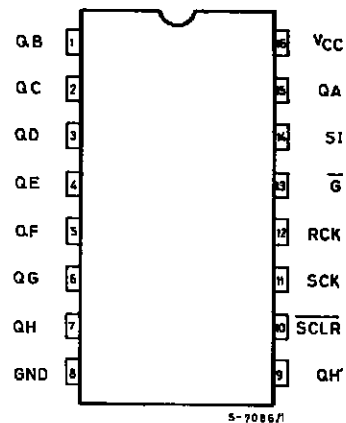 QB 1 16 VCC
QC 2 15 QA
QD 3 14 SI
QE 4 13 G̅
QF 5 12 RCK
QG 6 11 SCK
QH 7 10 S̅C̅L̅R̅
GND 8 9 QH'
S-7086/1